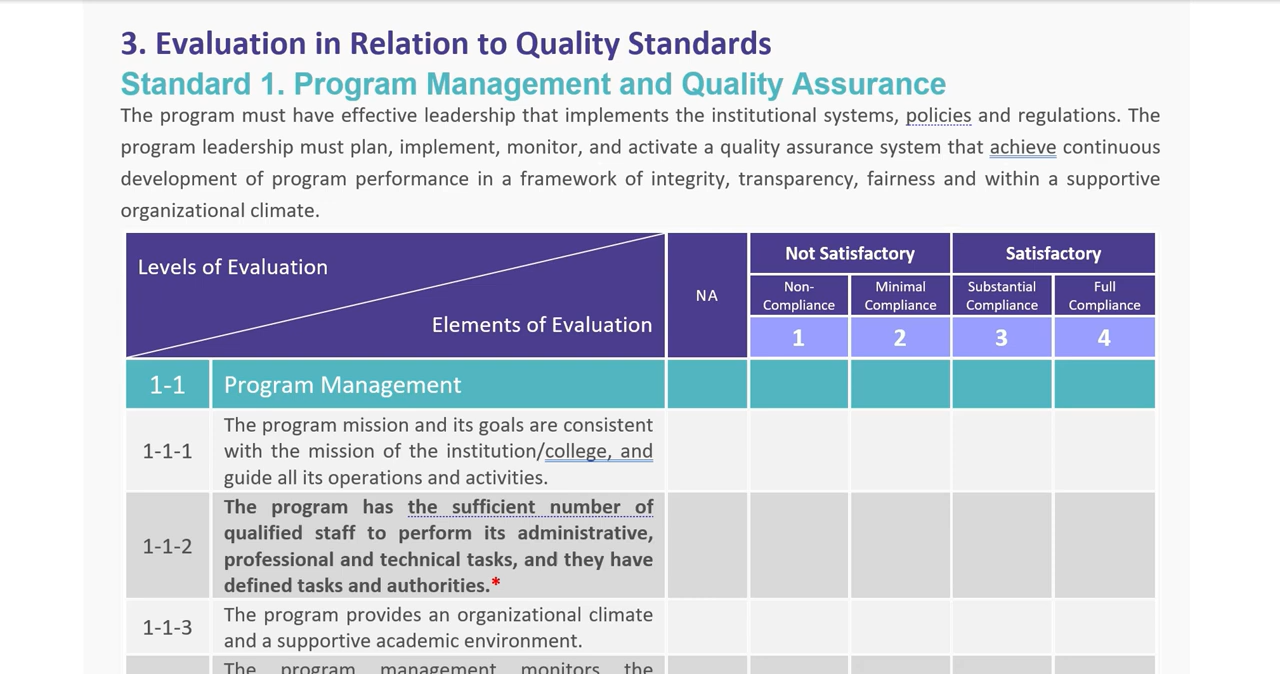 3. Evaluation in Relation to Quality Standards
Standard 1. Program Management and Quality Assurance
The program must have effective leadership that implements the institutional systems, policies and regulations. The
program leadership must plan, implement, monitor, and activate a quality assurance system that achieve continuous
development of program performance in a framework of integrity, transparency, fairness and within a supportive
organizational climate.
Levels of Evaluation
Elements of Evaluation
NA
Not Satisfactory
Satisfactory
Non-
Compliance
Minimal
Compliance
Substantial
Compliance
Full
Compliance
1
2
3
4
1-1
Program Management
1-1-1
The program mission and its goals are consistent
with the mission of the institution/college, and
guide all its operations and activities.
1-1-2
The program has the sufficient number of
qualified staff to perform its administrative,
professional and technical tasks, and they have
defined tasks and authorities.*
1-1-3
The program provides an organizational climate
and a supportive academic environment.
The program management monitors the